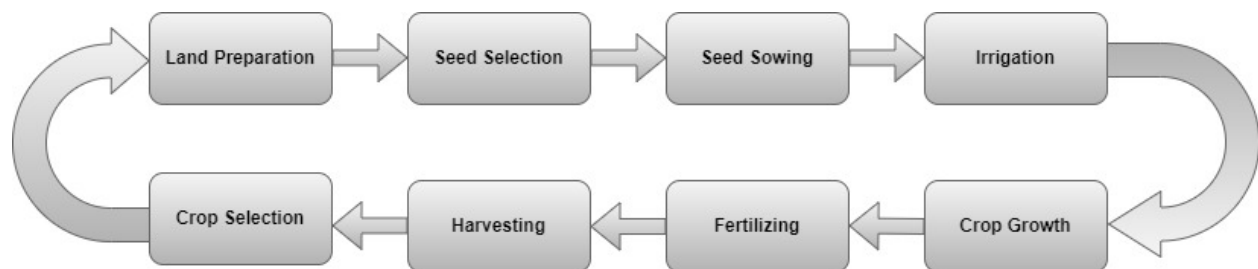 Land Preparation
Seed Selection
Seed Sowing
Irrigation
Crop Growth
Fertilizing
Harvesting
Crop Selection